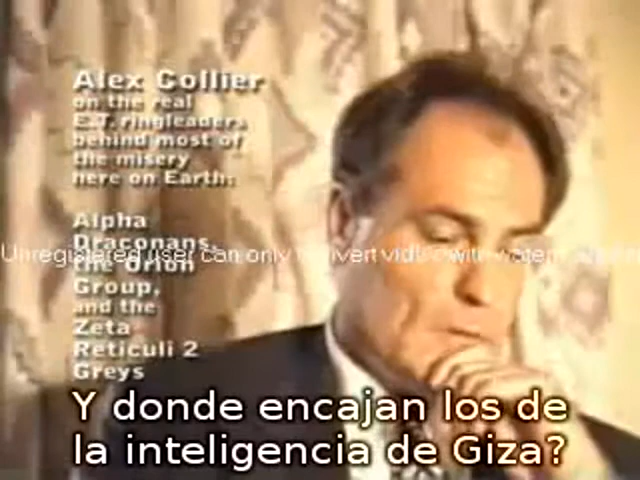 Alex Collier
on the real
E.T. ringleaders
behind most of
the misery
here on Earth:
Alpha
Draconans,
the Orion
Group,
and the
Zeta
Reticuli 2
Greys
Unregistered user can only convert video with watermark
Y donde encajan los de
la inteligencia de Giza?